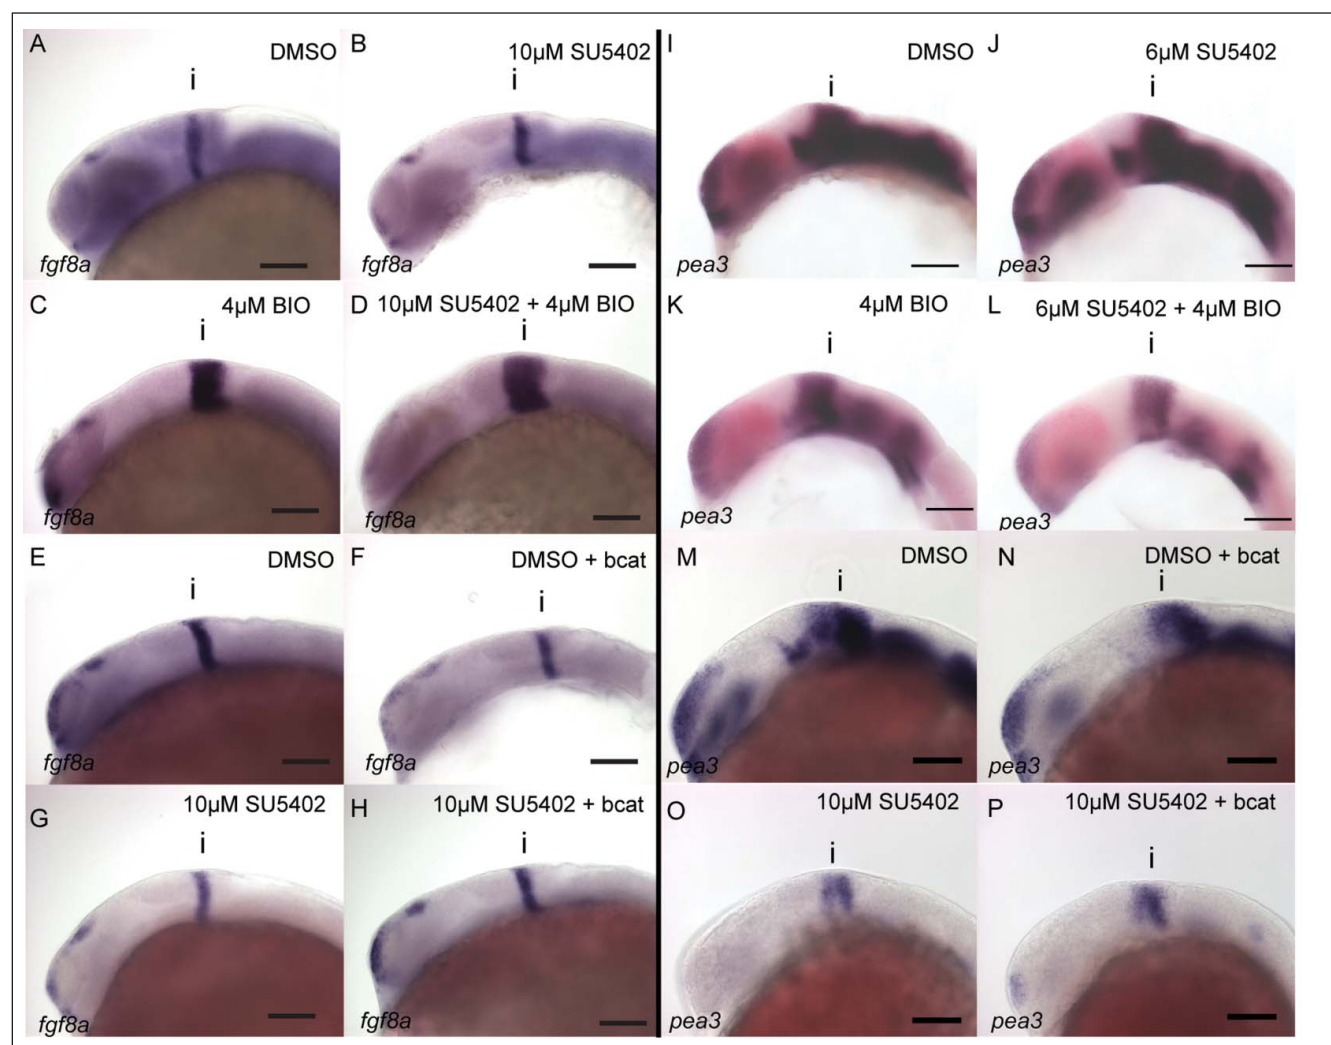 A DMSO
i
fgf8a
B 10µM SU5402
i
fgf8a
C 4µM BIO
i
fgf8a
D 10µM SU5402 + 4µM BIO
i
fgf8a
E DMSO
i
fgf8a
F DMSO + bcat
i
fgf8a
G 10µM SU5402
i
fgf8a
H 10µM SU5402 + bcat
i
fgf8a
I DMSO
i
pea3
J 6µM SU5402
i
pea3
K 4µM BIO
i
pea3
L 6µM SU5402 + 4µM BIO
i
pea3
M DMSO
i
pea3
N DMSO + bcat
i
pea3
O 10µM SU5402
i
pea3
P 10µM SU5402 + bcat
i
pea3